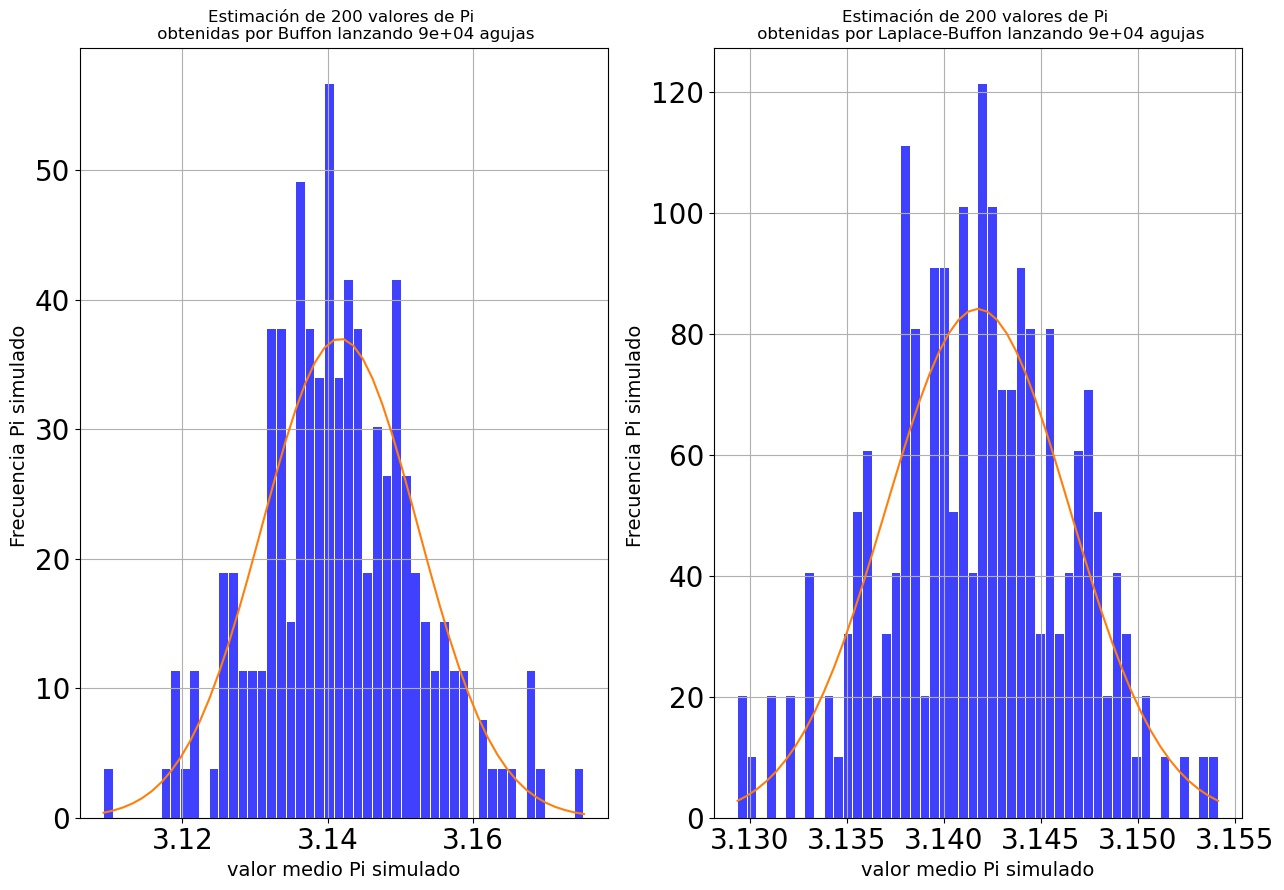 Estimación de 200 valores de Pi
obtenidas por Buffon lanzando 9e+04 agujas
50
40
30
20
10
0
Frecuencia Pi simulado
3.12
3.14
3.16
valor medio Pi simulado
Estimación de 200 valores de Pi
obtenidas por Laplace-Buffon lanzando 9e+04 agujas
120
100
80
60
40
20
0
Frecuencia Pi simulado
3.130
3.135
3.140
3.145
3.150
3.155
valor medio Pi simulado